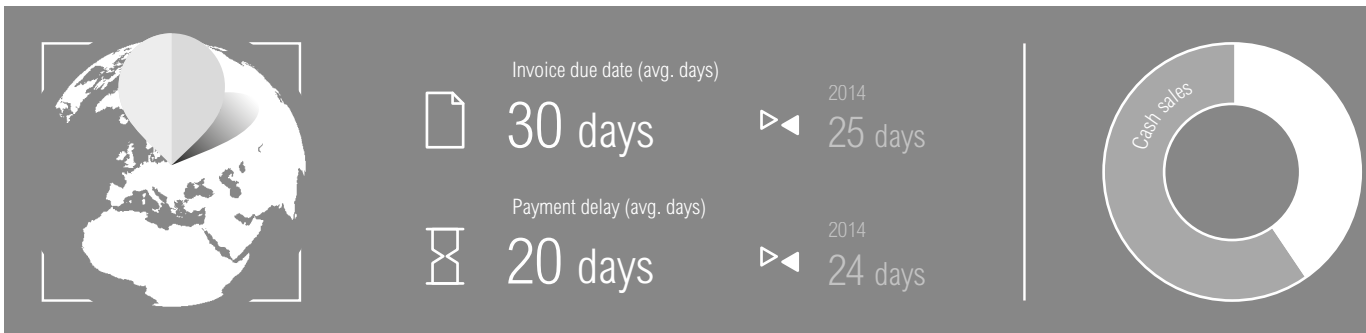 Invoice due date (avg. days)
30 days
2014
25 days
Payment delay (avg. days)
20 days
2014
24 days
Cash sales